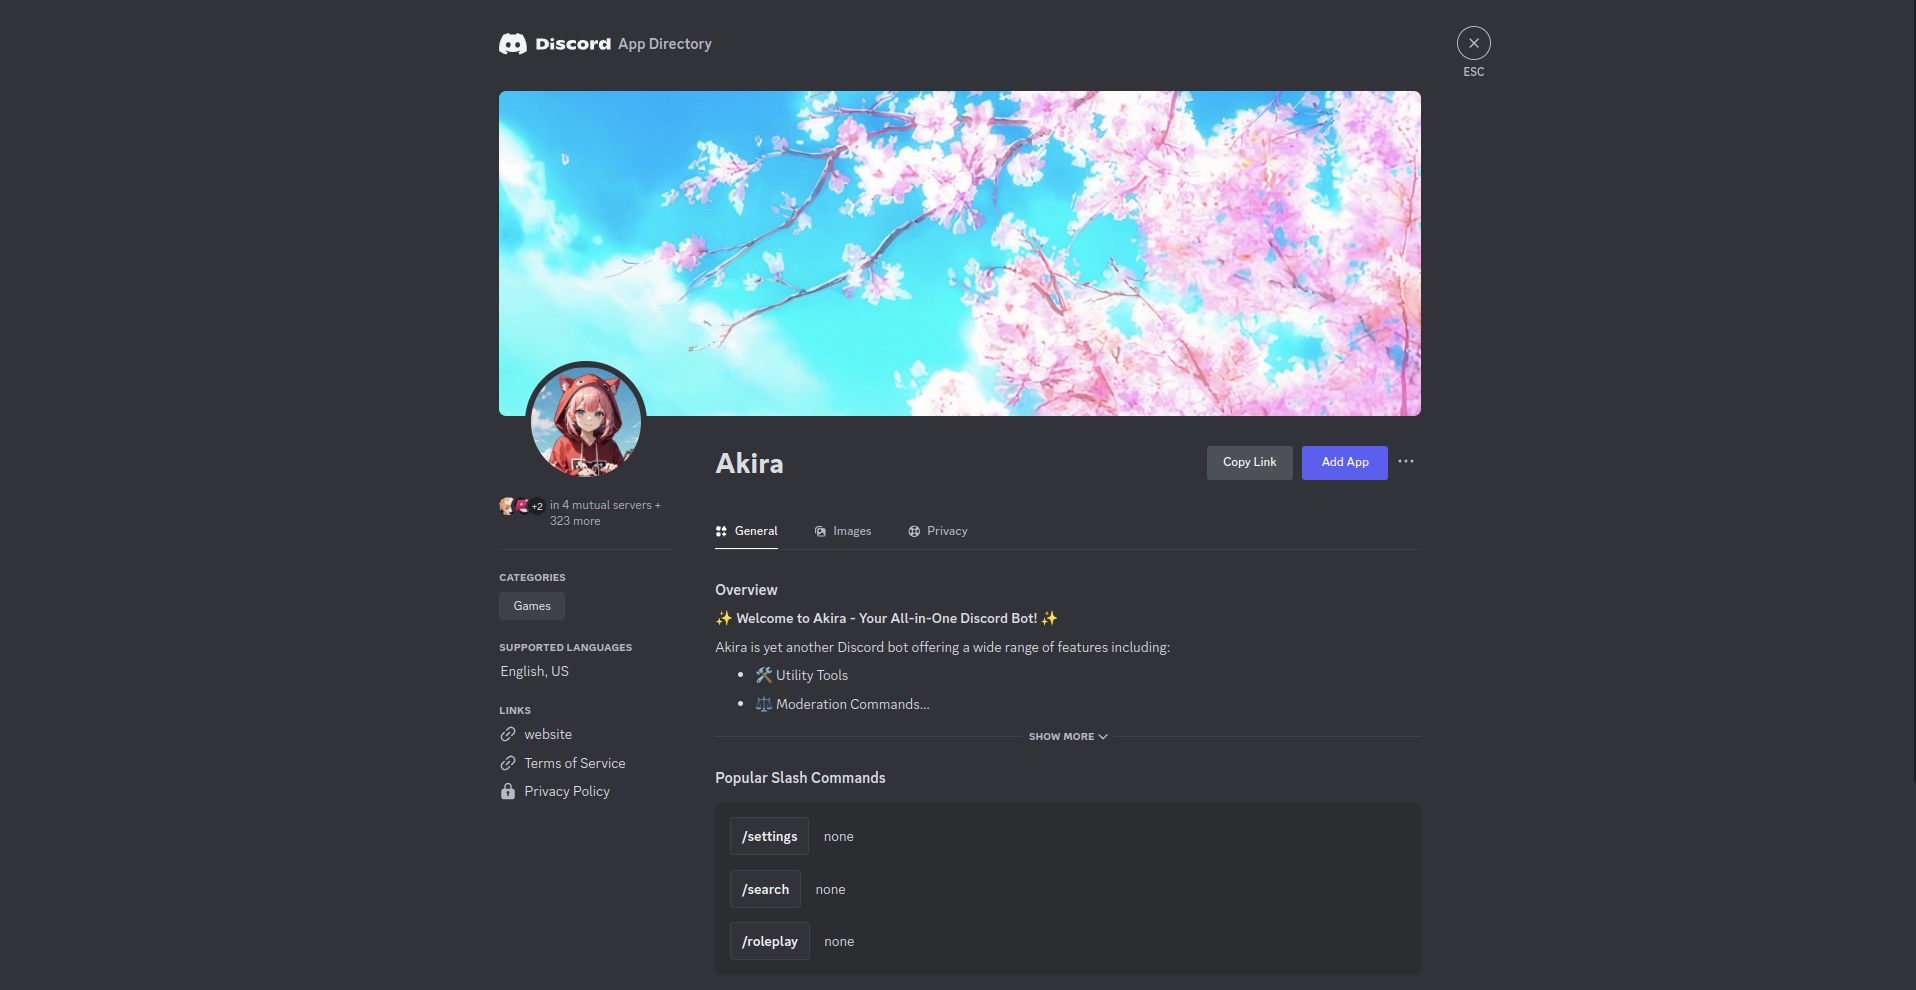 Discord App Directory
ESC
Akira
Copy Link
Add App
+2
in 4 mutual servers +
323 more
General
Images
Privacy
CATEGORIES
Games
SUPPORTED LANGUAGES
English, US
LINKS
website
Terms of Service
Privacy Policy
Overview
✨ Welcome to Akira - Your All-in-One Discord Bot! ✨
Akira is yet another Discord bot offering a wide range of features including:
• 🛠️ Utility Tools
• ⚖️ Moderation Commands...
SHOW MORE
Popular Slash Commands
/settings none
/search none
/roleplay none